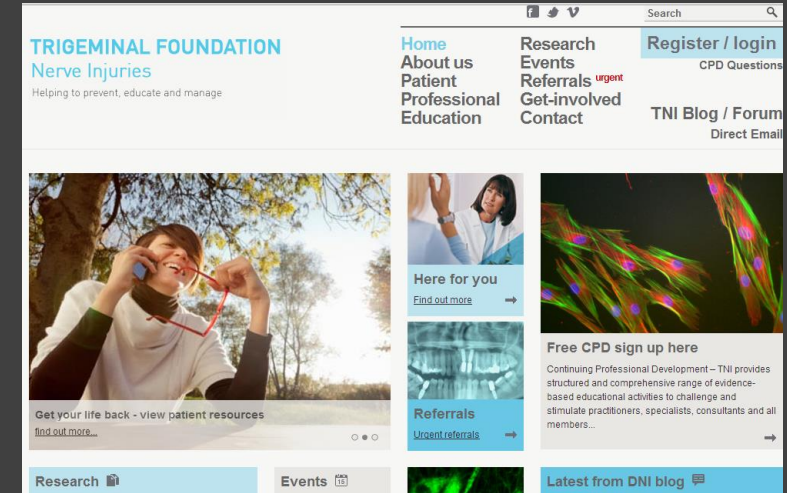 Search
TRIGEMINAL FOUNDATION
Nerve Injuries
Helping to prevent, educate and manage
Home
About us
Patient
Professional
Education
Research
Events
Referrals urgent
Get-involved
Contact
Register / login
CPD Questions
TNI Blog / Forum
Direct Email
Get your life back - view patient resources
find out more...
Here for you
Find out more
Referrals
Urgent referrals
Free CPD sign up here
Continuing Professional Development – TNI provides
structured and comprehensive range of evidence-
based educational activities to challenge and
stimulate practitioners, specialists, consultants and all
members...
Research
Events
15
Latest from DNI blog